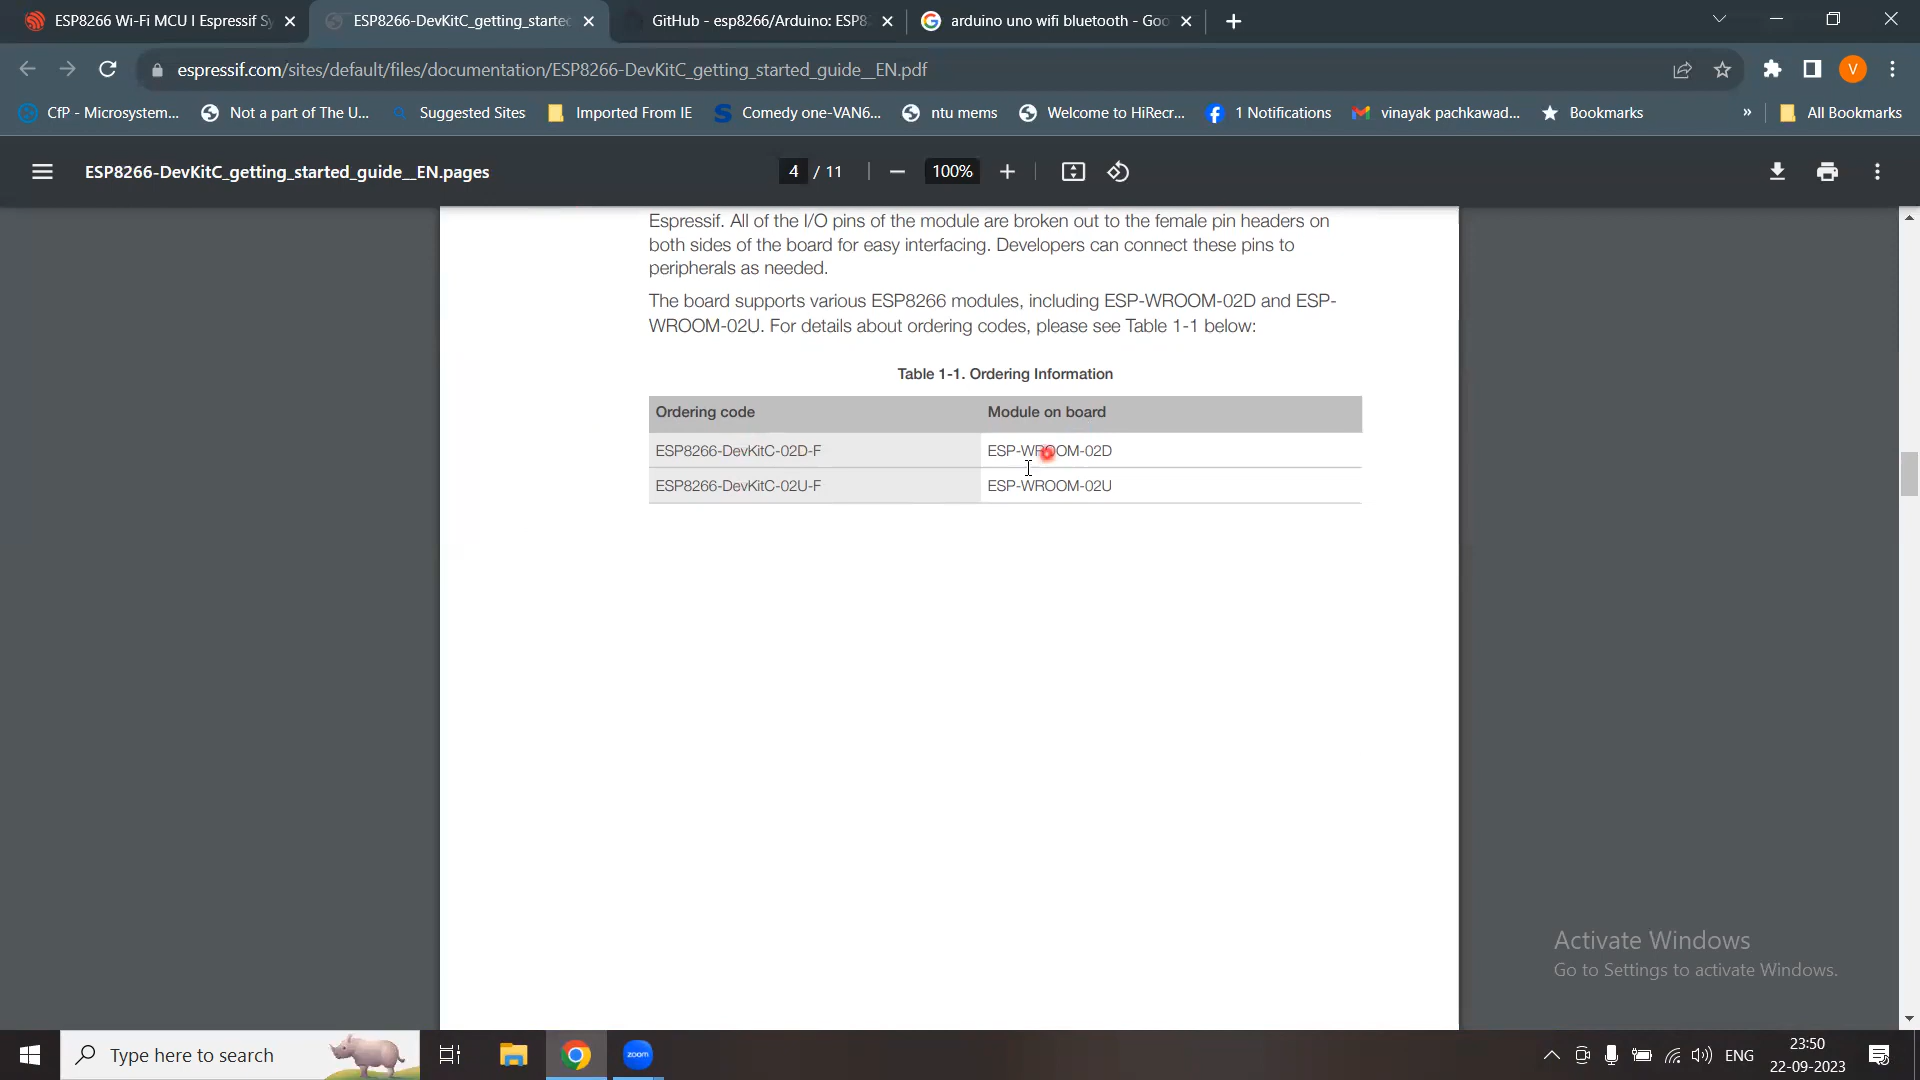 ESP8266 Wi-Fi MCU I Espressif Sy
ESP8266-DevKitC_getting_started
GitHub - esp8266/Arduino: ESP8
arduino uno wifi bluetooth - Goo
espressif.com/sites/default/files/documentation/ESP8266-DevKitC_getting_started_guide__EN.pdf
V
CfP - Microsystem...
Not a part of The U...
Suggested Sites
Imported From IE
Comedy one-VAN6...
ntu mems
Welcome to HiRecr...
1 Notifications
vinayak pachkawad...
Bookmarks
»
All Bookmarks
ESP8266-DevKitC_getting_started_guide__EN.pages
4 / 11
100%
Espressif. All of the I/O pins of the module are broken out to the female pin headers on
both sides of the board for easy interfacing. Developers can connect these pins to
peripherals as needed.
The board supports various ESP8266 modules, including ESP-WROOM-02D and ESP-
WROOM-02U. For details about ordering codes, please see Table 1-1 below:
Table 1-1. Ordering Information
Ordering code Module on board
ESP8266-DevKitC-02D-F ESP-WROOM-02D
ESP8266-DevKitC-02U-F ESP-WROOM-02U
Activate Windows
Go to Settings to activate Windows.
Type here to search
zoom
ENG
23:50
22-09-2023